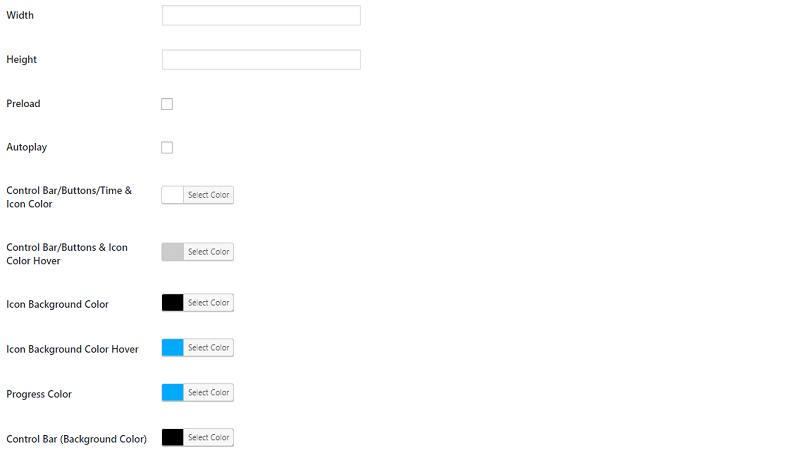 Width
Height
Preload
Autoplay
Control Bar/Buttons/Time &
Icon Color
Select Color
Control Bar/Buttons & Icon
Color Hover
Select Color
Icon Background Color
Select Color
Icon Background Color Hover
Select Color
Progress Color
Select Color
Control Bar (Background Color)
Select Color